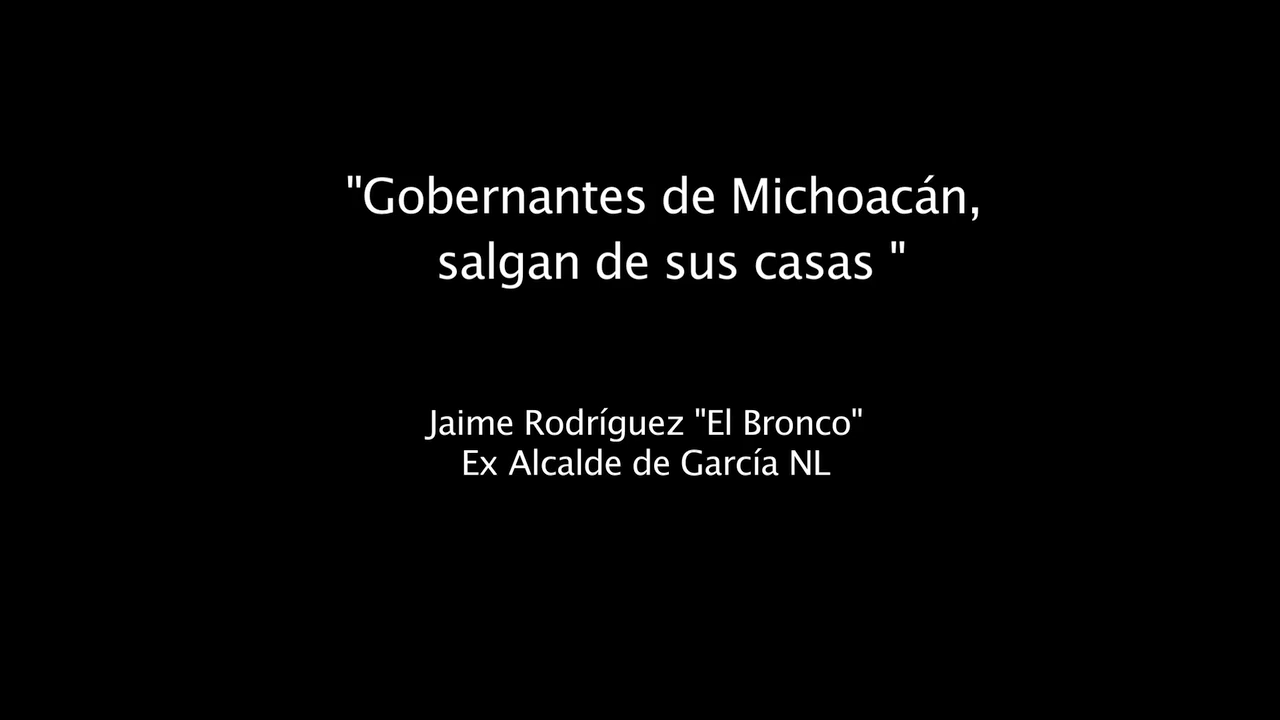 "Gobernantes de Michoacán,
salgan de sus casas "
Jaime Rodríguez "El Bronco"
Ex Alcalde de García NL